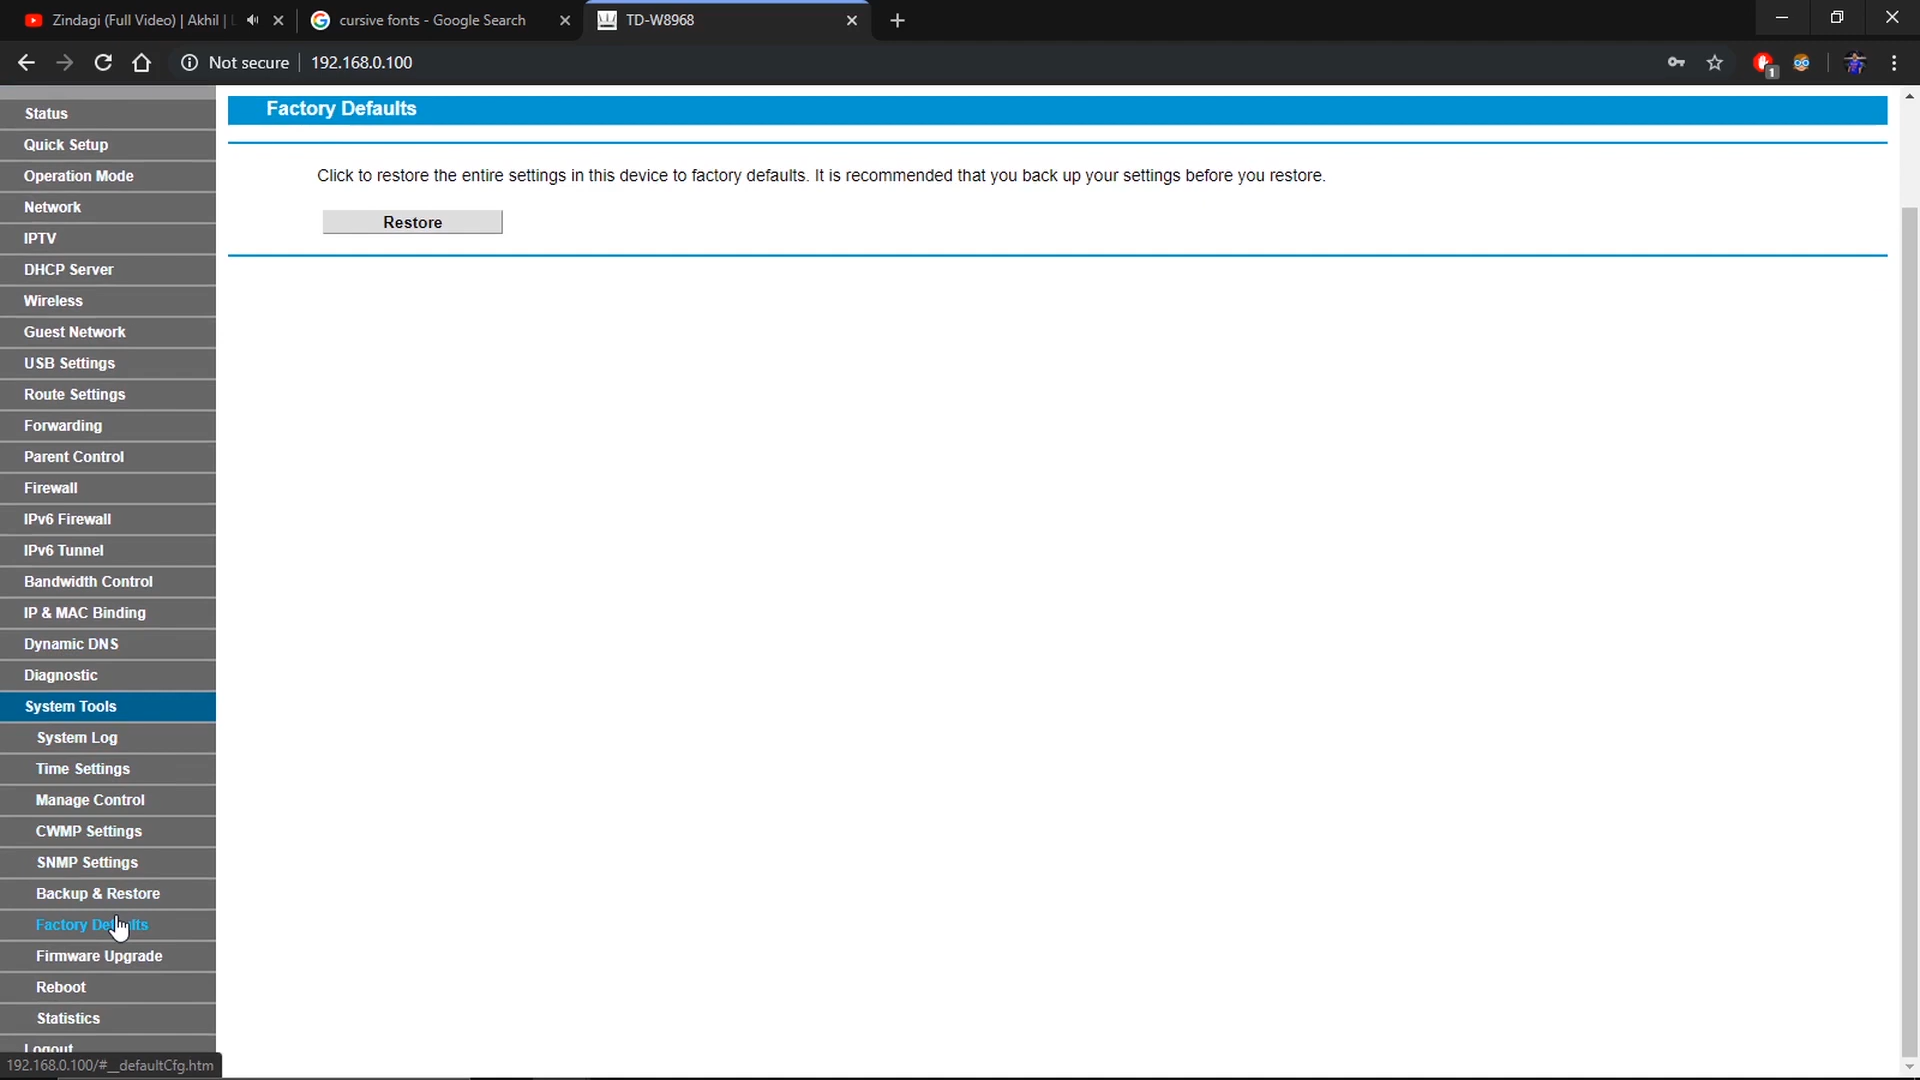 Zindagi (Full Video) | Akhil |
cursive fonts - Google Search
TD-W8968
Not secure
192.168.0.100
1
Status
Quick Setup
Operation Mode
Network
IPTV
DHCP Server
Wireless
Guest Network
USB Settings
Route Settings
Forwarding
Parent Control
Firewall
IPv6 Firewall
IPv6 Tunnel
Bandwidth Control
IP & MAC Binding
Dynamic DNS
Diagnostic
System Tools
System Log
Time Settings
Manage Control
CWMP Settings
SNMP Settings
Backup & Restore
Factory Defaults
Firmware Upgrade
Reboot
Statistics
Logout
192.168.0.100/#__defaultCfg.htm
Factory Defaults
Click to restore the entire settings in this device to factory defaults. It is recommended that you back up your settings before you restore.
Restore